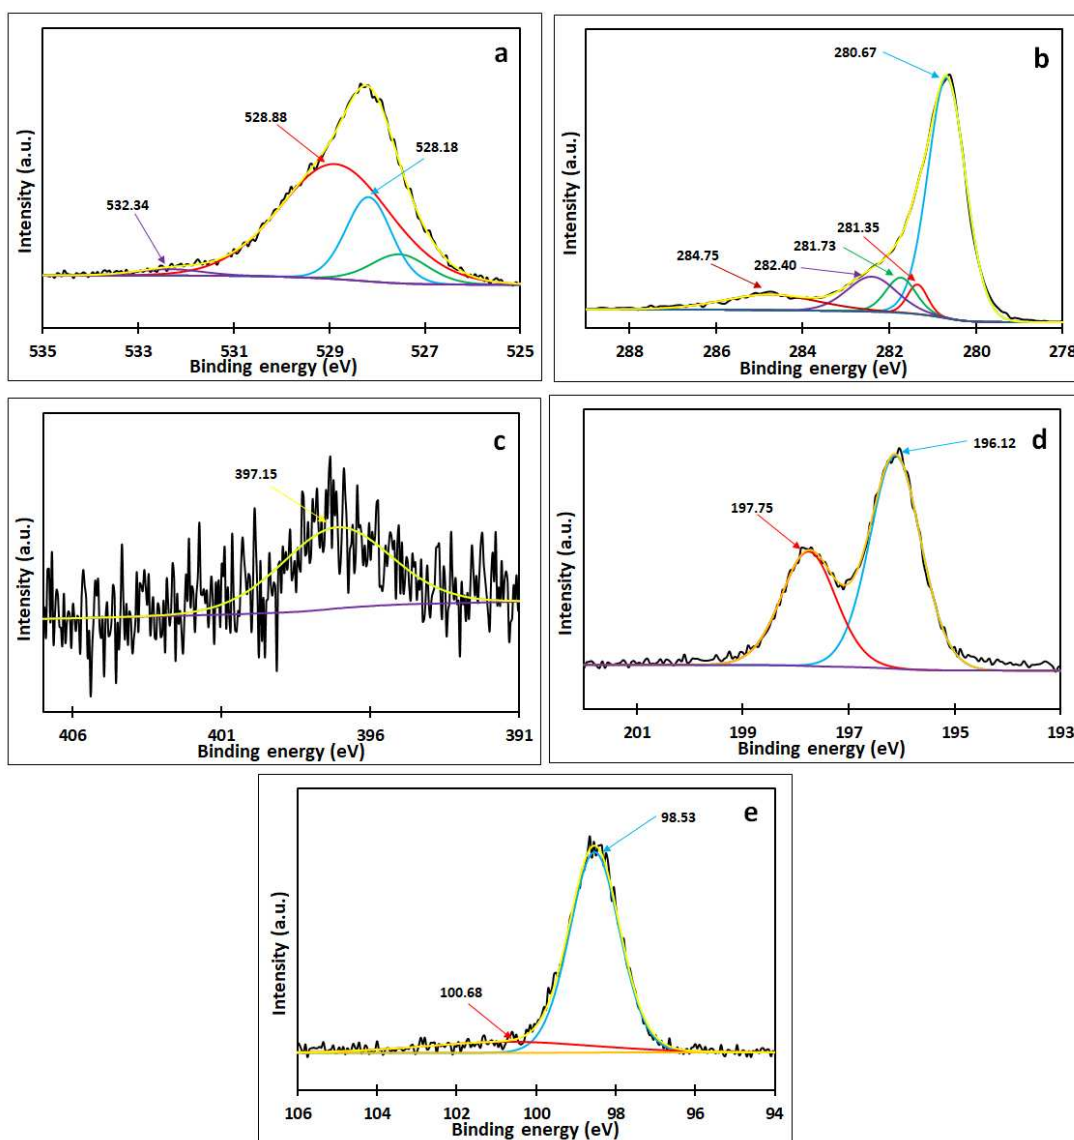 a
528.88
528.18
532.34
Intensity (a.u.)
535 533 531 529 527 525
Binding energy (eV)
b
280.67
281.35
281.73
282.40
284.75
Intensity (a.u.)
288 286 284 282 280 278
Binding energy (eV)
c
397.15
Intensity (a.u.)
406 401 396 391
Binding energy (eV)
d
196.12
197.75
Intensity (a.u.)
201 199 197 195 193
Binding energy (eV)
e
98.53
100.68
Intensity (a.u.)
106 104 102 100 98 96 94
Binding energy (eV)